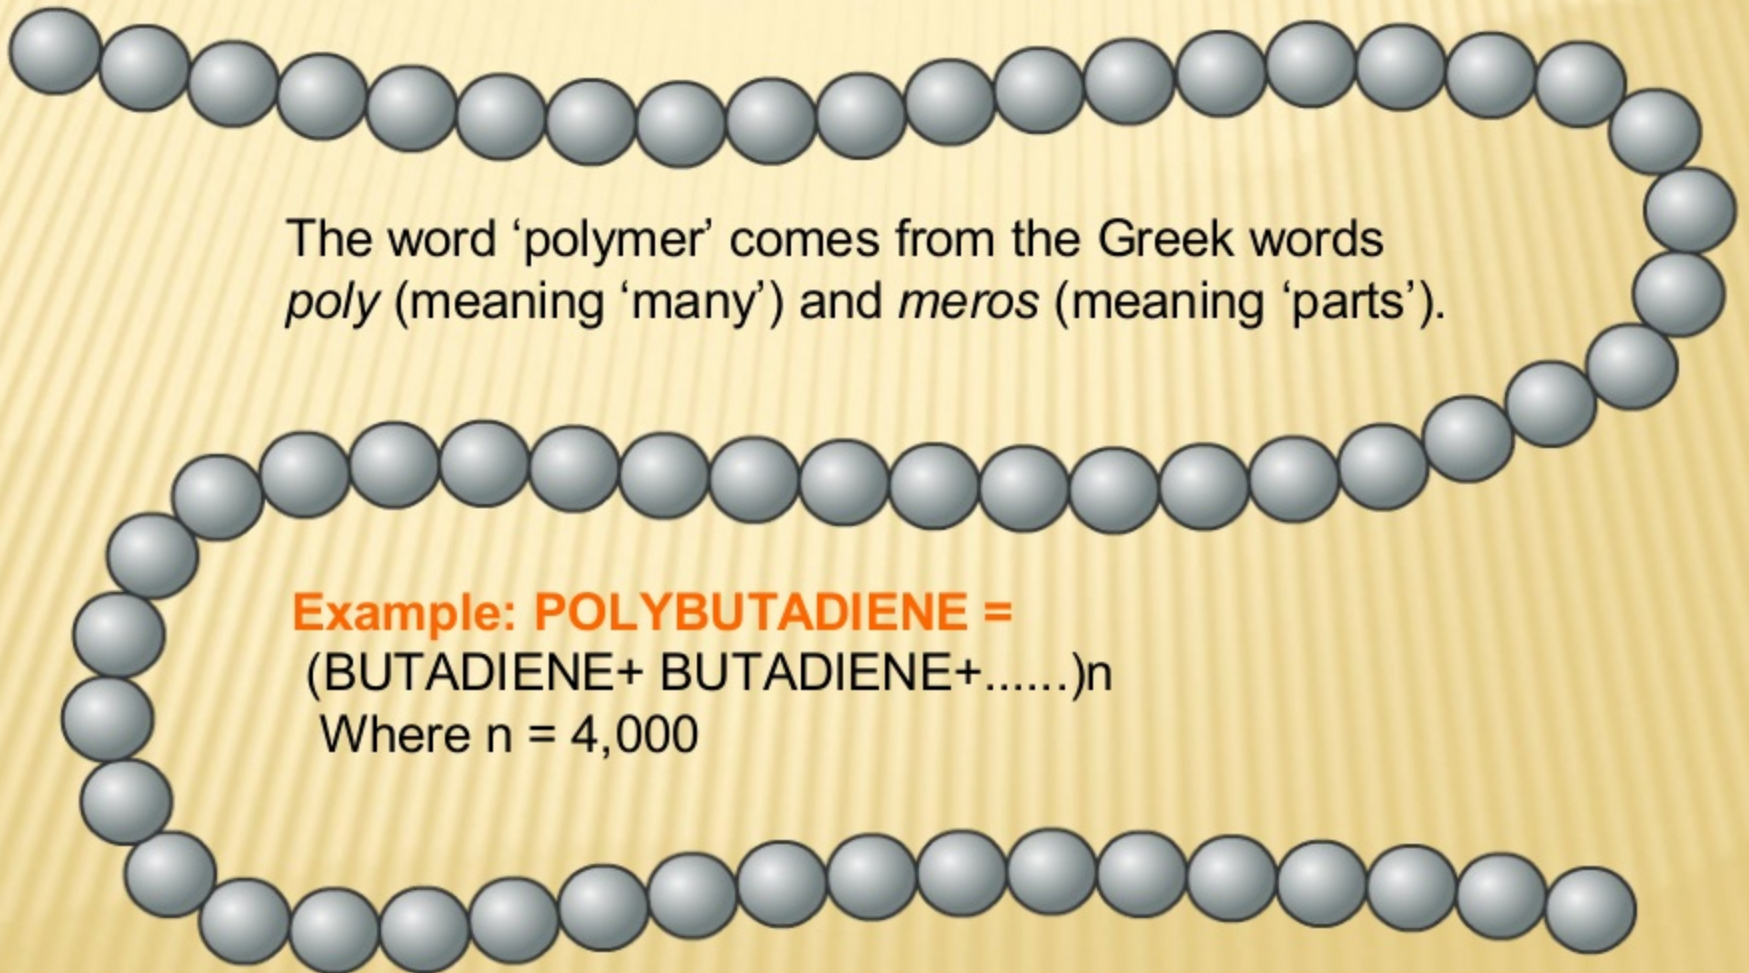 The word ‘polymer’ comes from the Greek words
poly (meaning ‘many’) and meros (meaning ‘parts’).
Example: POLYBUTADIENE =
(BUTADIENE+ BUTADIENE+......)n
Where n = 4,000